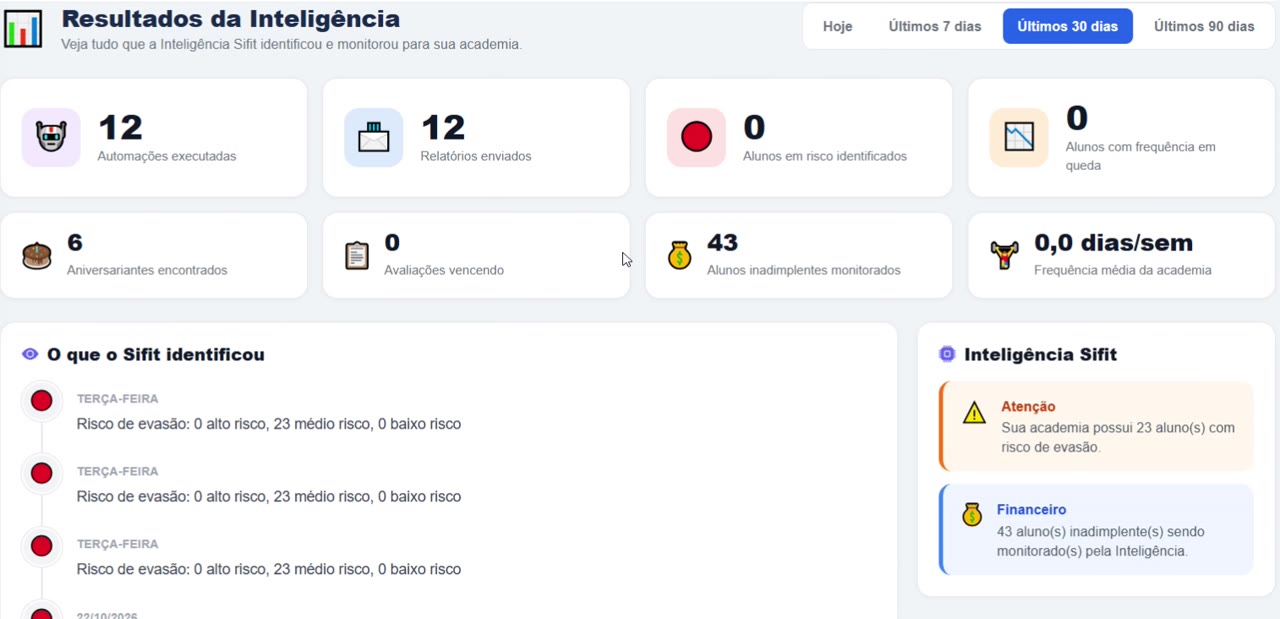 Resultados da Inteligência
Veja tudo que a Inteligência Sifit identificou e monitorou para sua academia.
Hoje
Últimos 7 dias
Últimos 30 dias
Últimos 90 dias
12
Automações executadas
12
Relatórios enviados
0
Alunos em risco identificados
0
Alunos com frequência em
queda
6
Aniversariantes encontrados
0
Avaliações vencendo
43
Alunos inadimplentes monitorados
0,0 dias/sem
Frequência média da academia
O que o Sifit identificou
TERÇA-FEIRA
Risco de evasão: 0 alto risco, 23 médio risco, 0 baixo risco
TERÇA-FEIRA
Risco de evasão: 0 alto risco, 23 médio risco, 0 baixo risco
TERÇA-FEIRA
Risco de evasão: 0 alto risco, 23 médio risco, 0 baixo risco
22/10/2026
Inteligência Sifit
Atenção
Sua academia possui 23 aluno(s) com
risco de evasão.
Financeiro
43 aluno(s) inadimplente(s) sendo
monitorado(s) pela Inteligência.